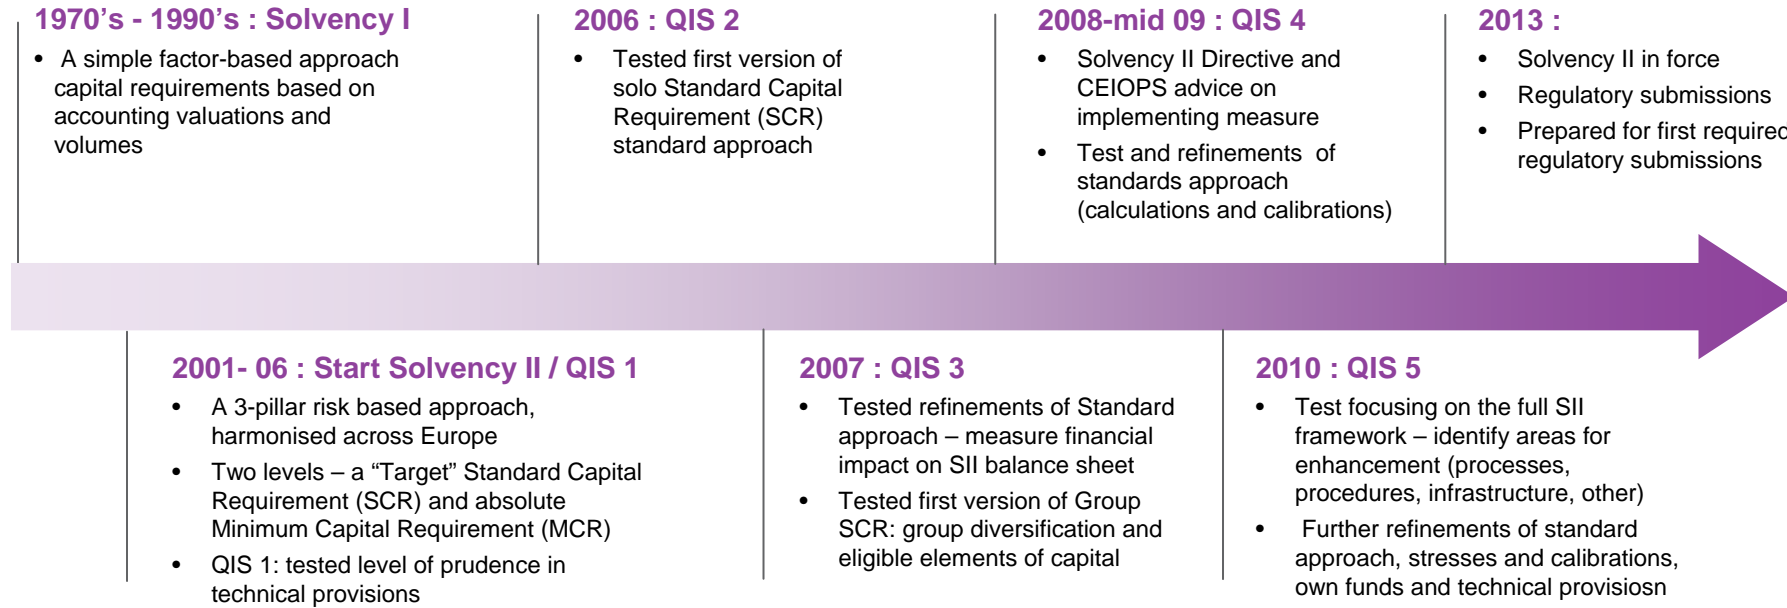 1970's - 1990's : Solvency I
• A simple factor-based approach
capital requirements based on
accounting valuations and
volumes
2006 : QIS 2
• Tested first version of
solo Standard Capital
Requirement (SCR)
standard approach
2008-mid 09 : QIS 4
• Solvency II Directive and
CEIOPS advice on
implementing measure
• Test and refinements of
standards approach
(calculations and calibrations)
2013 :
• Solvency II in force
• Regulatory submissions
• Prepared for first required
regulatory submissions
2001- 06 : Start Solvency II / QIS 1
• A 3-pillar risk based approach,
harmonised across Europe
• Two levels – a “Target” Standard Capital
Requirement (SCR) and absolute
Minimum Capital Requirement (MCR)
• QIS 1: tested level of prudence in
technical provisions
2007 : QIS 3
• Tested refinements of Standard
approach – measure financial
impact on SII balance sheet
• Tested first version of Group
SCR: group diversification and
eligible elements of capital
2010 : QIS 5
• Test focusing on the full SII
framework – identify areas for
enhancement (processes,
procedures, infrastructure, other)
• Further refinements of standard
approach, stresses and calibrations,
own funds and technical provisiosn